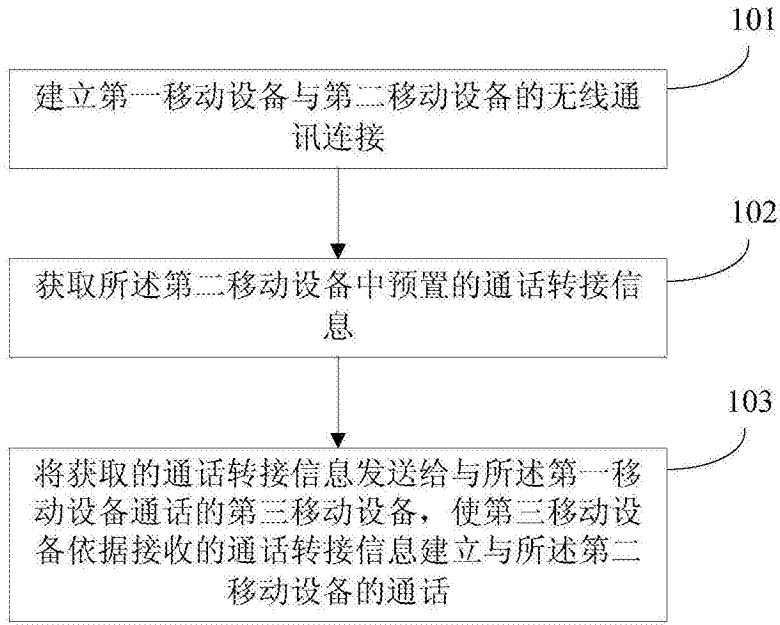 101
建立第一移动设备与第二移动设备的无线通
讯连接
102
获取所述第二移动设备中预置的通话转接信
息
103
将获取的通话转接信息发送给与所述第一移
动设备通话的第三移动设备，使第三移动设
备依据接收的通话转接信息建立与所述第二
移动设备的通话